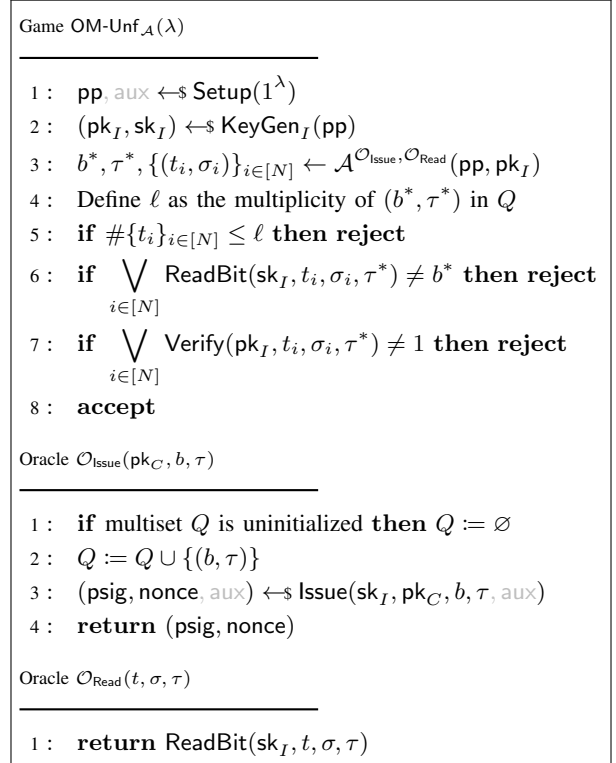 Game OM-Unf𝒜(λ)
1 : pp, aux ←$ Setup(1^λ)
2 : (pk_I, sk_I) ←$ KeyGen_I(pp)
3 : b*, τ*, {(t_i, σ_i)}_{i∈[N]} ← 𝒜^{𝒪_Issue, 𝒪_Read}(pp, pk_I)
4 : Define ℓ as the multiplicity of (b*, τ*) in Q
5 : if #{t_i}_{i∈[N]} ≤ ℓ then reject
6 : if ⋁_{i∈[N]} ReadBit(sk_I, t_i, σ_i, τ*) ≠ b* then reject
7 : if ⋁_{i∈[N]} Verify(pk_I, t_i, σ_i, τ*) ≠ 1 then reject
8 : accept
Oracle 𝒪_Issue(pk_C, b, τ)
1 : if multiset Q is uninitialized then Q := ∅
2 : Q := Q ∪ {(b, τ)}
3 : (psig, nonce, aux) ←$ Issue(sk_I, pk_C, b, τ, aux)
4 : return (psig, nonce)
Oracle 𝒪_Read(t, σ, τ)
1 : return ReadBit(sk_I, t, σ, τ)